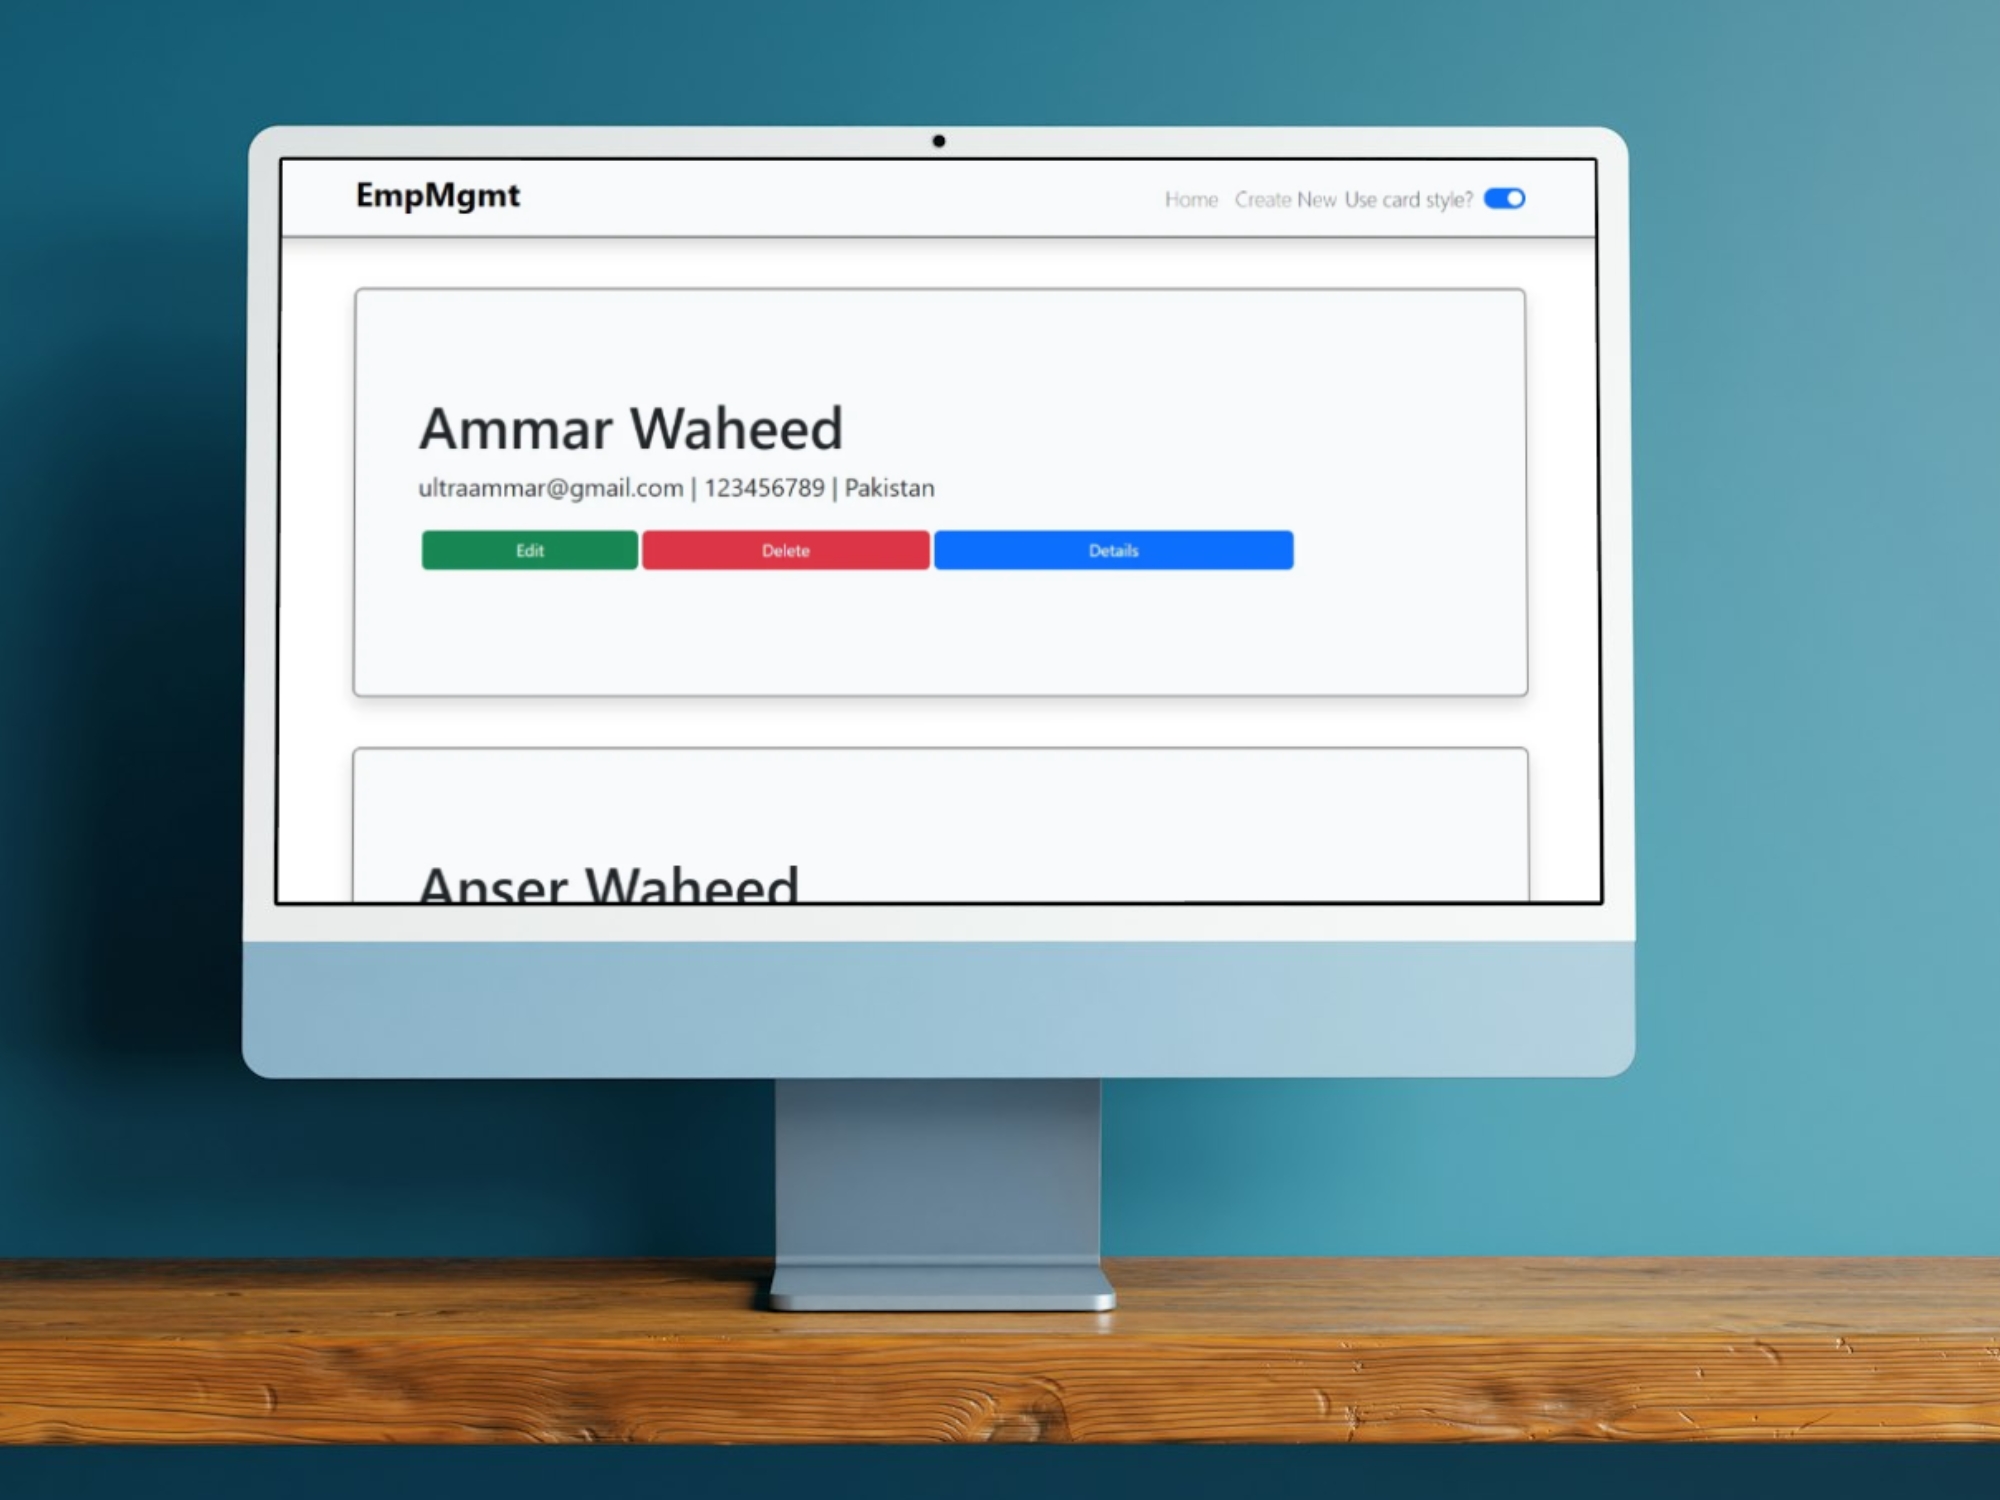 EmpMgmt
Home Create New Use card style?
Ammar Waheed
ultraammar@gmail.com | 123456789 | Pakistan
Edit Delete Details
Anser Waheed